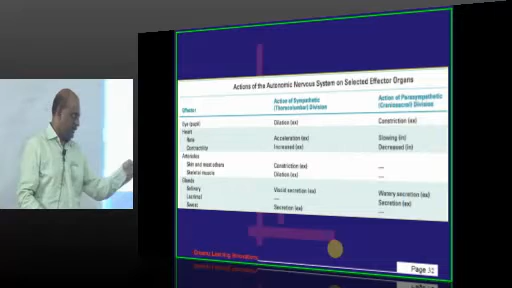 Actions of the Autonomic Nervous System on Selected Effector Organs
Effector Action of Sympathetic (Thoracolumbar) Division Action of Parasympathetic (Craniosacral) Division
Eye (pupil) Dilation (ex) Constriction (ex)
Heart
Rate Acceleration (ex) Slowing (in)
Contractility Increased (ex) Decreased (in)
Arterioles
Skin and most others Constriction (ex) —
Skeletal muscle Dilation (ex) —
Glands
Salivary Viscid secretion (ex) Watery secretion (ex)
Lacrimal — Secretion (ex)
Sweat Secretion (ex) —
Dreams Learning Innovations
Page 32